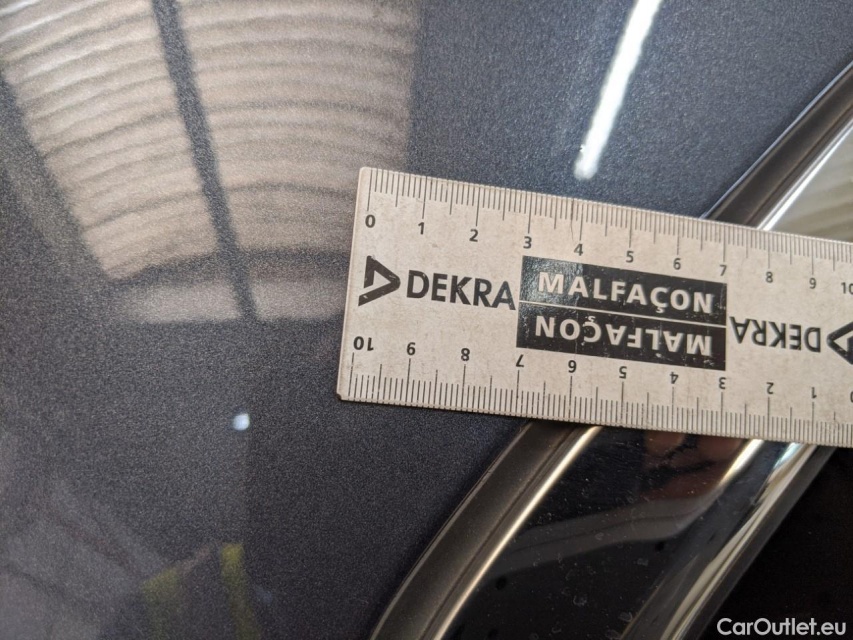 0 1 2 3 4 5 6 7 8 9 10
DEKRA MALFAÇON
MALFAÇON DEKRA
10 9 8 7 6 5 4 3 2 1 0
CarOutlet.eu